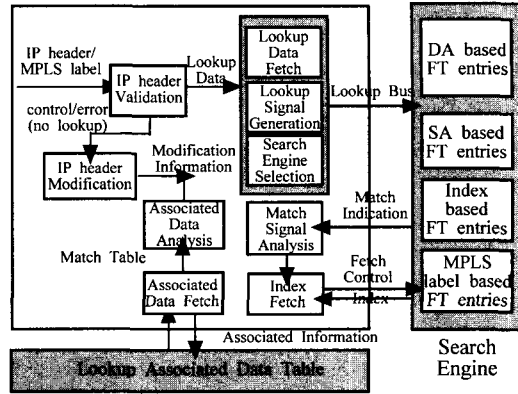 IP header/
MPLS label
IP header
Validation
Lookup
Data
control/error
(no lookup)
Lookup
Data
Fetch
Lookup
Signal
Generation
Search
Engine
Selection
Lookup Bus
DA based
FT entries
SA based
FT entries
Index
based
FT entries
MPLS
label based
FT entries
Search
Engine
IP header
Modification
Modification
Information
Associated
Data
Analysis
Match Table
Associated
Data Fetch
Match
Signal
Analysis
Match
Indication
Index
Fetch
Fetch
Control
Index
Associated Information
Lookup Associated Data Table